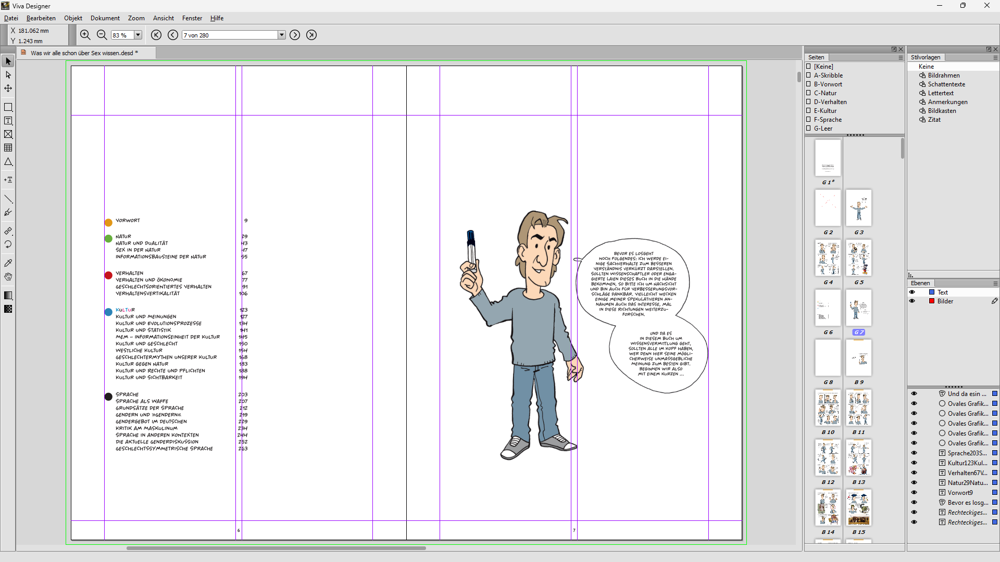 Viva Designer
Datei Bearbeiten Objekt Dokument Zoom Ansicht Fenster Hilfe
X 181.062 mm
Y 1.243 mm
83 %
7 von 280
Was wir alle schon über Sex wissen.desd *
VORWORT 9
NATUR 29
NATUR UND DUALITÄT 43
SEX IN DER NATUR 47
INFORMATIONSBAUSTEINE DER NATUR 55
VERHALTEN 67
VERHALTEN UND ÖKONOMIE 77
GESCHLECHTSORIENTIERTES VERHALTEN 91
VERHALTENSVERTIKALITÄT 106
KULTUR 123
KULTUR UND MEINUNGEN 127
KULTUR UND EVOLUTIONSPROZESSE 134
KULTUR UND STATISTIK 141
MEM – INFORMATIONSEINHEIT DER KULTUR 145
KULTUR UND GESCHLECHT 150
WESTLICHE KULTUR 154
GESCHLECHTERMYTHEN UNSERER KULTUR 168
KULTUR GEGEN NATUR 183
KULTUR UND RECHTE UND PFLICHTEN 188
KULTUR UND SICHTBARKEIT 194
SPRACHE 203
SPRACHE ALS WAFFE 207
GRUNDSÄTZE DER SPRACHE 212
GENDERN UND »GENDERN« 219
GENDERGEBOT IM DEUTSCHEN 229
KRITIK AM MASKULINUM 234
SPRACHE IN ANDEREN KONTEXTEN 244
DIE AKTUELLE GENDERDISKUSSION 252
GESCHLECHTSSYMMETRISCHE SPRACHE 263
6
BEVOR ES LOSGEHT
NOCH FOLGENDES: ICH WERDE EI-
NIGE SACHVERHALTE ZUM BESSEREN
VERSTÄNDNIS VERKÜRZT DARSTELLEN.
SOLLTEN WISSENSCHAFTLER ODER ENGA-
GIERTE LAIEN DIESES BUCH IN DIE HÄNDE
BEKOMMEN, SO BITTE ICH UM NACHSICHT
UND BIN AUCH FÜR VERBESSERUNGSVOR-
SCHLÄGE DANKBAR. VIELLEICHT WECKEN
EINIGE MEINER SPEKULATIVEREN AN-
NAHMEN AUCH DAS INTERESSE, MAL
IN DIESE RICHTUNGEN WEITERZU-
FORSCHEN.
UND DA ES
IN DIESEM BUCH UM
WISSENSVERMITTLUNG GEHT,
SOLLTEN ALLE IM KOPF HABEN,
WER DENN HIER SEINE MÖGLI-
CHERWEISE UNMASSGEBLICHE
MEINUNG ZUM BESTEN GIBT.
BEGINNEN WIR ALSO
MIT EINEM KURZEN ...
7
Seiten
[Keine]
A-Skribble
B-Vorwort
C-Natur
D-Verhalten
E-Kultur
F-Sprache
G-Leer
G 1*
G 2 G 3
G 4 G 5
G 6 G 7
G 8 B 9
B 10 B 11
B 12 B 13
B 14 B 15
Stilvorlagen
Keine
Bildrahmen
Schattentexte
Lettertext
Anmerkungen
Bildkasten
Zitat
Ebenen
Text
Bilder
Und da esin ...
Ovales Grafik...
Ovales Grafik...
Ovales Grafik...
Ovales Grafik...
Ovales Grafik...
Sprache203S...
Kultur123Kul...
Verhalten67V...
Natur29Natu...
Vorwort9
Bevor es losg...
Rechteckiges...
Rechteckiges...